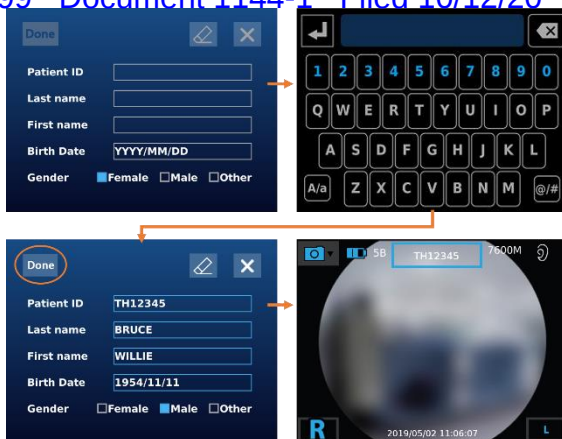 99 Document 1144-1 Filed 10/12/20
Done
Patient ID
Last name
First name
Birth Date YYYY/MM/DD
Gender Female Male Other
1 2 3 4 5 6 7 8 9 0
Q W E R T Y U I O P
A S D F G H J K L
A/a Z X C V B N M @/#
Done
Patient ID TH12345
Last name BRUCE
First name WILLIE
Birth Date 1954/11/11
Gender Female Male Other
5B TH12345 7600M
R 2019/05/02 11:06:07 L